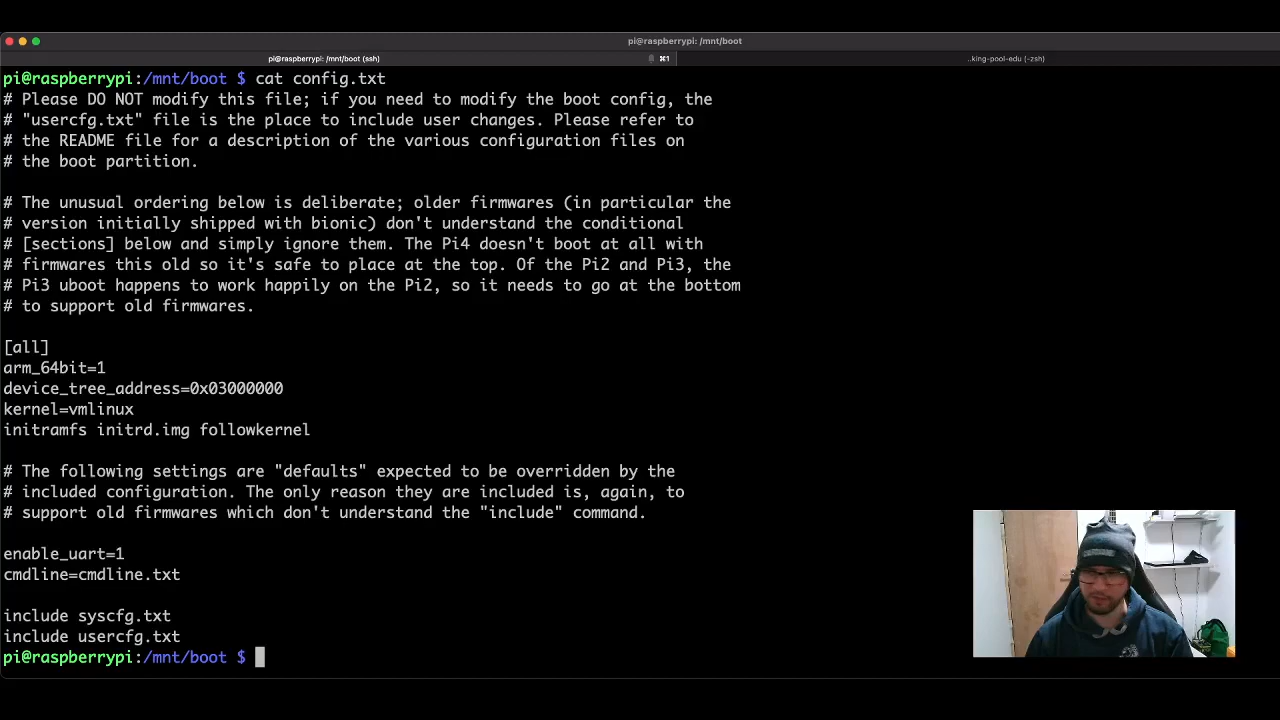 pi@raspberrypi: /mnt/boot
pi@raspberrypi: /mnt/boot (ssh)
⌘1
..king-pool-edu (-zsh)
pi@raspberrypi:/mnt/boot $ cat config.txt
# Please DO NOT modify this file; if you need to modify the boot config, the
# "usercfg.txt" file is the place to include user changes. Please refer to
# the README file for a description of the various configuration files on
# the boot partition.
# The unusual ordering below is deliberate; older firmwares (in particular the
# version initially shipped with bionic) don't understand the conditional
# [sections] below and simply ignore them. The Pi4 doesn't boot at all with
# firmwares this old so it's safe to place at the top. Of the Pi2 and Pi3, the
# Pi3 uboot happens to work happily on the Pi2, so it needs to go at the bottom
# to support old firmwares.
[all]
arm_64bit=1
device_tree_address=0x03000000
kernel=vmlinux
initramfs initrd.img followkernel
# The following settings are "defaults" expected to be overridden by the
# included configuration. The only reason they are included is, again, to
# support old firmwares which don't understand the "include" command.
enable_uart=1
cmdline=cmdline.txt
include syscfg.txt
include usercfg.txt
pi@raspberrypi:/mnt/boot $